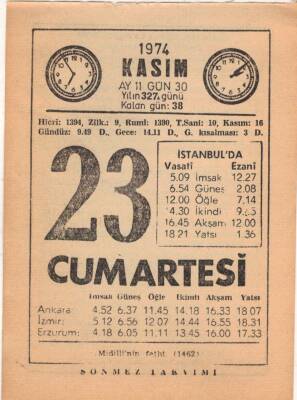 1974
KASIM
AY 11 GÜN 30
Yılın 327. günü
Kalan gün: 38
Hicrî: 1394, Zilk.: 9, Rumî: 1390, T.Sani: 10, Kasım: 16
Gündüz: 9.49 D., Gece: 14.11 D., G. kısalması: 3 D.
23
İSTANBUL'DA
Vasatî Ezanî
5.09 İmsak 12.27
6.54 Güneş 2.08
12.00 Öğle 7.14
14.30 İkindi
16.45 Akşam 12.00
18.21 Yatsı 1.36
CUMARTESİ
İmsak Güneş Öğle İkindi Akşam Yatsı
Ankara: 4.52 6.37 11.45 14.18 16.33 18.07
İzmir: 5.12 6.56 12.07 14.44 16.55 18.31
Erzurum: 4.18 6.05 11.11 13.45 16.00 17.33
Midilli'nin fethi (1462)
SÖNMEZ TAKVİMİ